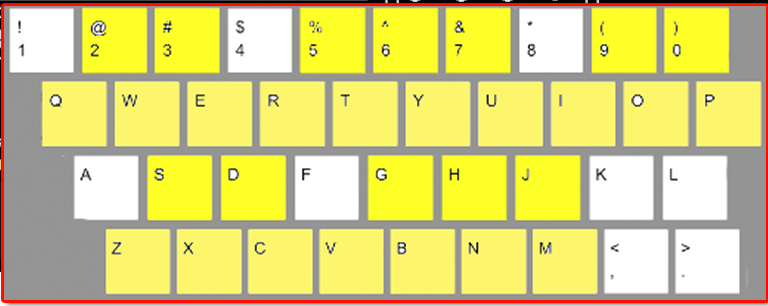 ! @ # $ % ^ & * ( )
1 2 3 4 5 6 7 8 9 0
Q W E R T Y U I O P
A S D F G H J K L
Z X C V B N M < >
, .